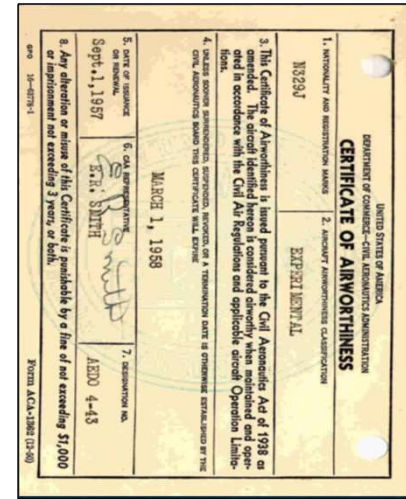 UNITED STATES OF AMERICA
DEPARTMENT OF COMMERCE—CIVIL AERONAUTICS ADMINISTRATION
CERTIFICATE OF AIRWORTHINESS
1. NATIONALITY AND REGISTRATION MARKS
N329J
2. AIRCRAFT AIRWORTHINESS CLASSIFICATION
EXPERIMENTAL
3. This Certificate of Airworthiness is issued pursuant to the Civil Aeronautics Act of 1938 as
amended. The aircraft identified hereon is considered airworthy when maintained and oper-
ated in accordance with the Civil Air Regulations and applicable aircraft Operation Limita-
tions.
4. UNLESS SOONER SURRENDERED, SUSPENDED, REVOKED, OR A TERMINATION DATE IS OTHERWISE ESTABLISHED BY THE
CIVIL AERONAUTICS BOARD THIS CERTIFICATE WILL EXPIRE
MARCH 1, 1958
5. DATE OF ISSUANCE
OR RENEWAL
Sept.1,1957
6. CAA REPRESENTATIVE
E R Smith
E.R. SMITH
7. DESIGNATION NO.
AEDO 4-43
8. Any alteration or misuse of this Certificate is punishable by a fine of not exceeding $1,000
or imprisonment not exceeding 3 years, or both.
GPO
Form ACA-1362